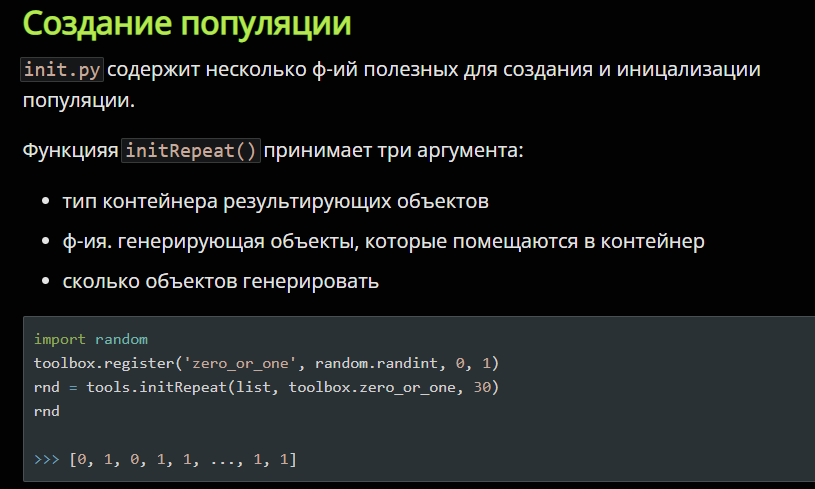 Создание популяции
init.py содержит несколько ф-ий полезных для создания и иницализации
популяции.
Функцияя initRepeat() принимает три аргумента:
• тип контейнера результирующих объектов
• ф-ия. генерирующая объекты, которые помещаются в контейнер
• сколько объектов генерировать
import random
toolbox.register('zero_or_one', random.randint, 0, 1)
rnd = tools.initRepeat(list, toolbox.zero_or_one, 30)
rnd
>>> [0, 1, 0, 1, 1, ..., 1, 1]